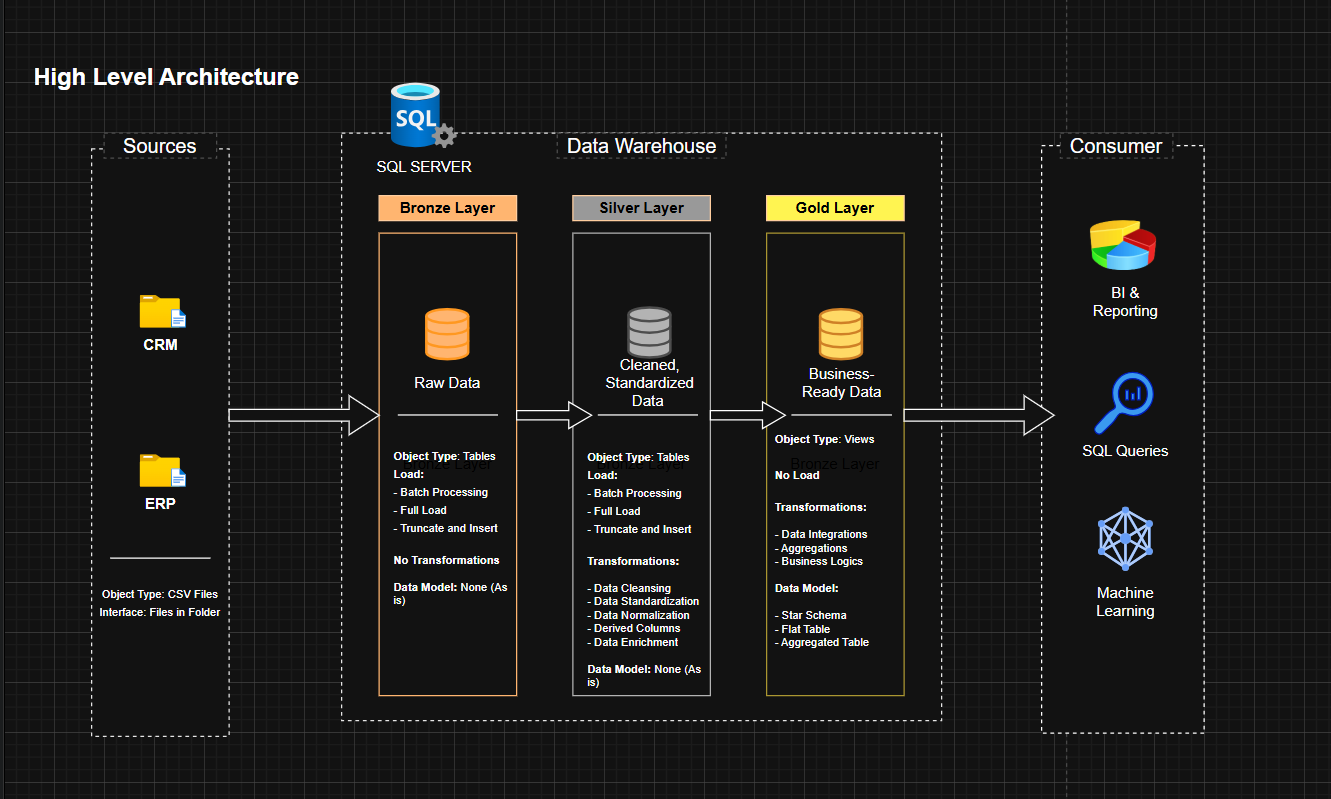 High Level Architecture
SQL
SQL SERVER
Sources
CRM
ERP
Object Type: CSV Files
Interface: Files in Folder
Data Warehouse
Bronze Layer
Raw Data
Bronze Layer
Object Type: Tables
Load:
- Batch Processing
- Full Load
- Truncate and Insert
No Transformations
Data Model: None (As
is)
Silver Layer
Cleaned,
Standardized
Data
Bronze Layer
Object Type: Tables
Load:
- Batch Processing
- Full Load
- Truncate and Insert
Transformations:
- Data Cleansing
- Data Standardization
- Data Normalization
- Derived Columns
- Data Enrichment
Data Model: None (As
is)
Gold Layer
Business-
Ready Data
Object Type: Views
Bronze Layer
No Load
Transformations:
- Data Integrations
- Aggregations
- Business Logics
Data Model:
- Star Schema
- Flat Table
- Aggregated Table
Consumer
BI &
Reporting
SQL Queries
Machine
Learning